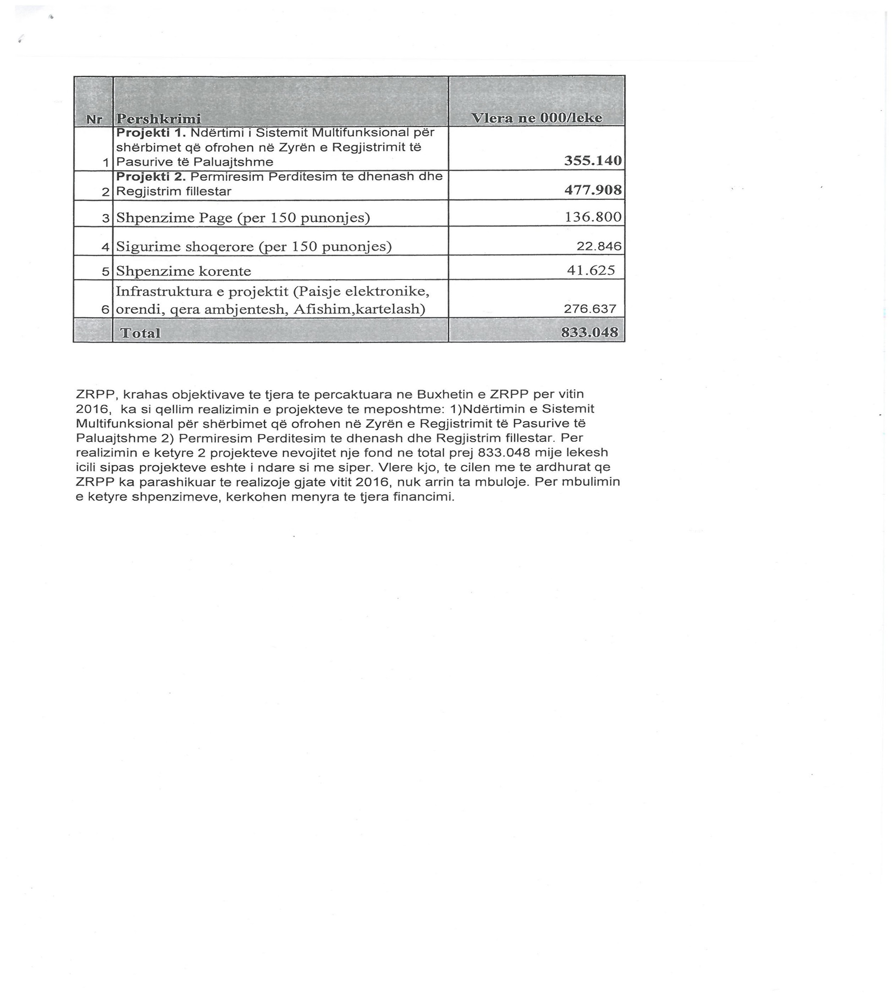 Nr Pershkrimi Vlera ne 000/leke
Projekti 1. Ndërtimi i Sistemit Multifunksional për
shërbimet që ofrohen në Zyrën e Regjistrimit të
1 Pasurive të Paluajtshme 355.140
Projekti 2. Permiresim Perditesim te dhenash dhe
2 Regjistrim fillestar 477.908
3 Shpenzime Page (per 150 punonjes) 136.800
4 Sigurime shoqerore (per 150 punonjes) 22.846
5 Shpenzime korente 41.625
Infrastruktura e projektit (Paisje elektronike,
6 orendi, qera ambjentesh, Afishim,kartelash) 276.637
Total 833.048
ZRPP, krahas objektivave te tjera te percaktuara ne Buxhetin e ZRPP per vitin
2016, ka si qellim realizimin e projekteve te meposhtme: 1)Ndërtimin e Sistemit
Multifunksional për shërbimet që ofrohen në Zyrën e Regjistrimit të Pasurive të
Paluajtshme 2) Permiresim Perditesim te dhenash dhe Regjistrim fillestar. Per
realizimin e ketyre 2 projekteve nevojitet nje fond ne total prej 833.048 mije lekesh
icili sipas projekteve eshte i ndare si me siper. Vlere kjo, te cilen me te ardhurat qe
ZRPP ka parashikuar te realizoje gjate vitit 2016, nuk arrin ta mbuloje. Per mbulimin
e ketyre shpenzimeve, kerkohen menyra te tjera financimi.